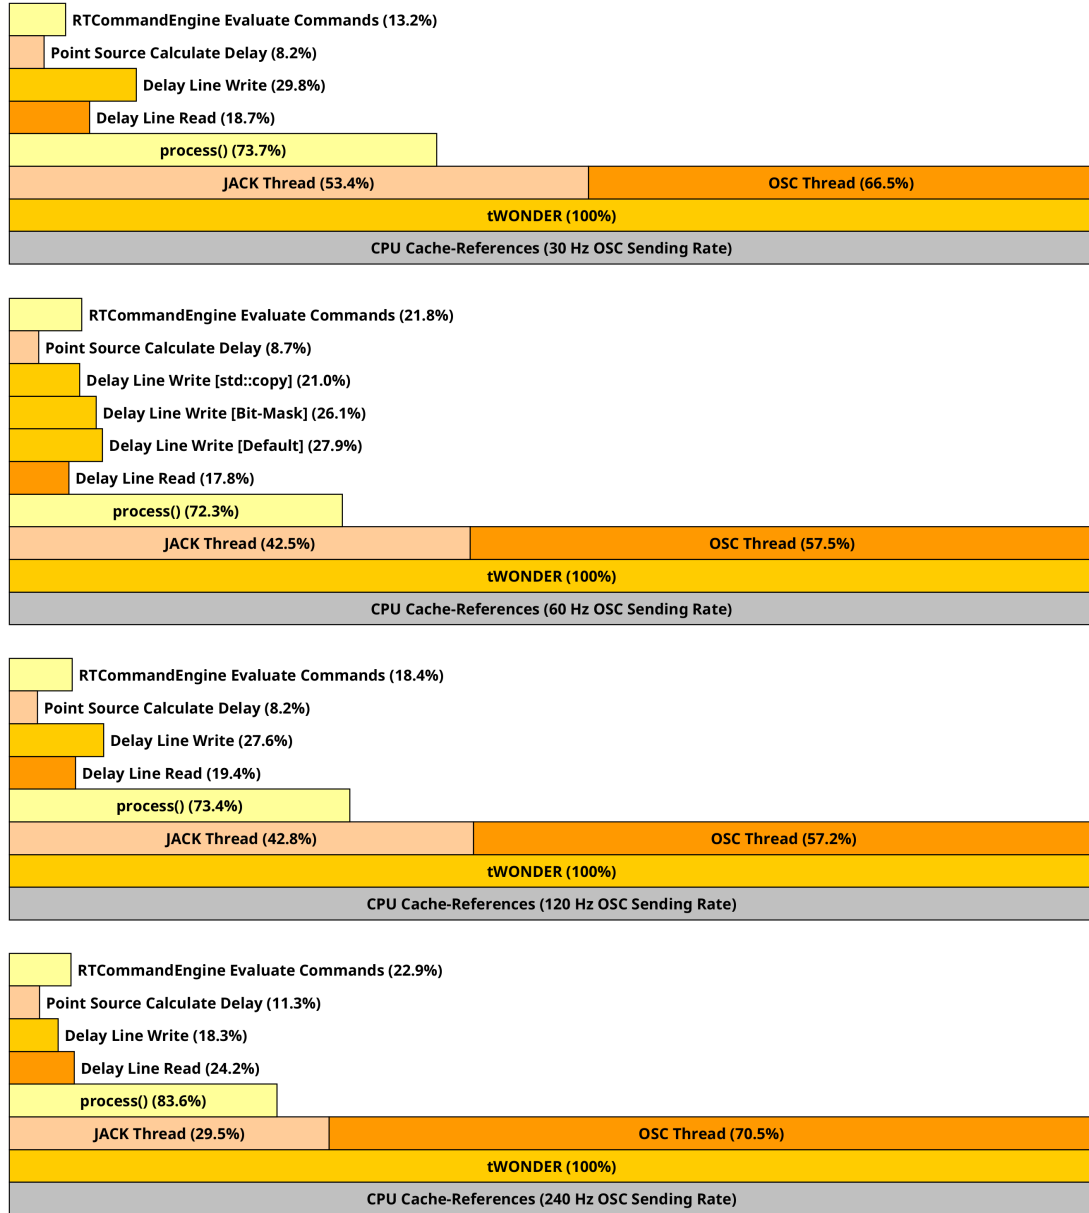 RTCommandEngine Evaluate Commands (13.2%)
Point Source Calculate Delay (8.2%)
Delay Line Write (29.8%)
Delay Line Read (18.7%)
process() (73.7%)
JACK Thread (53.4%) OSC Thread (66.5%)
tWONDER (100%)
CPU Cache-References (30 Hz OSC Sending Rate)
RTCommandEngine Evaluate Commands (21.8%)
Point Source Calculate Delay (8.7%)
Delay Line Write [std::copy] (21.0%)
Delay Line Write [Bit-Mask] (26.1%)
Delay Line Write [Default] (27.9%)
Delay Line Read (17.8%)
process() (72.3%)
JACK Thread (42.5%) OSC Thread (57.5%)
tWONDER (100%)
CPU Cache-References (60 Hz OSC Sending Rate)
RTCommandEngine Evaluate Commands (18.4%)
Point Source Calculate Delay (8.2%)
Delay Line Write (27.6%)
Delay Line Read (19.4%)
process() (73.4%)
JACK Thread (42.8%) OSC Thread (57.2%)
tWONDER (100%)
CPU Cache-References (120 Hz OSC Sending Rate)
RTCommandEngine Evaluate Commands (22.9%)
Point Source Calculate Delay (11.3%)
Delay Line Write (18.3%)
Delay Line Read (24.2%)
process() (83.6%)
JACK Thread (29.5%) OSC Thread (70.5%)
tWONDER (100%)
CPU Cache-References (240 Hz OSC Sending Rate)